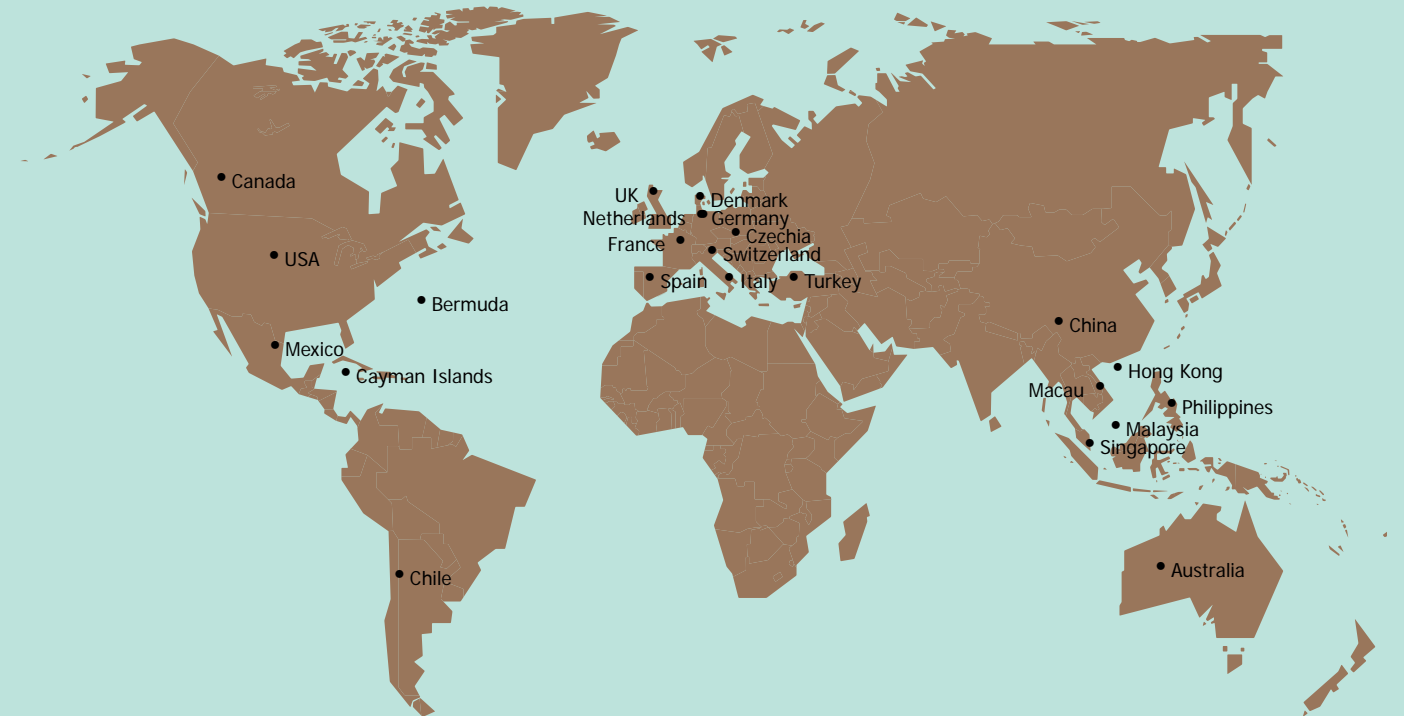 Canada
UK
Denmark
Netherlands
Germany
Czechia
France
Switzerland
USA
Spain
Italy
Turkey
Bermuda
China
Mexico
Cayman Islands
Hong Kong
Macau
Philippines
Malaysia
Singapore
Australia
Chile